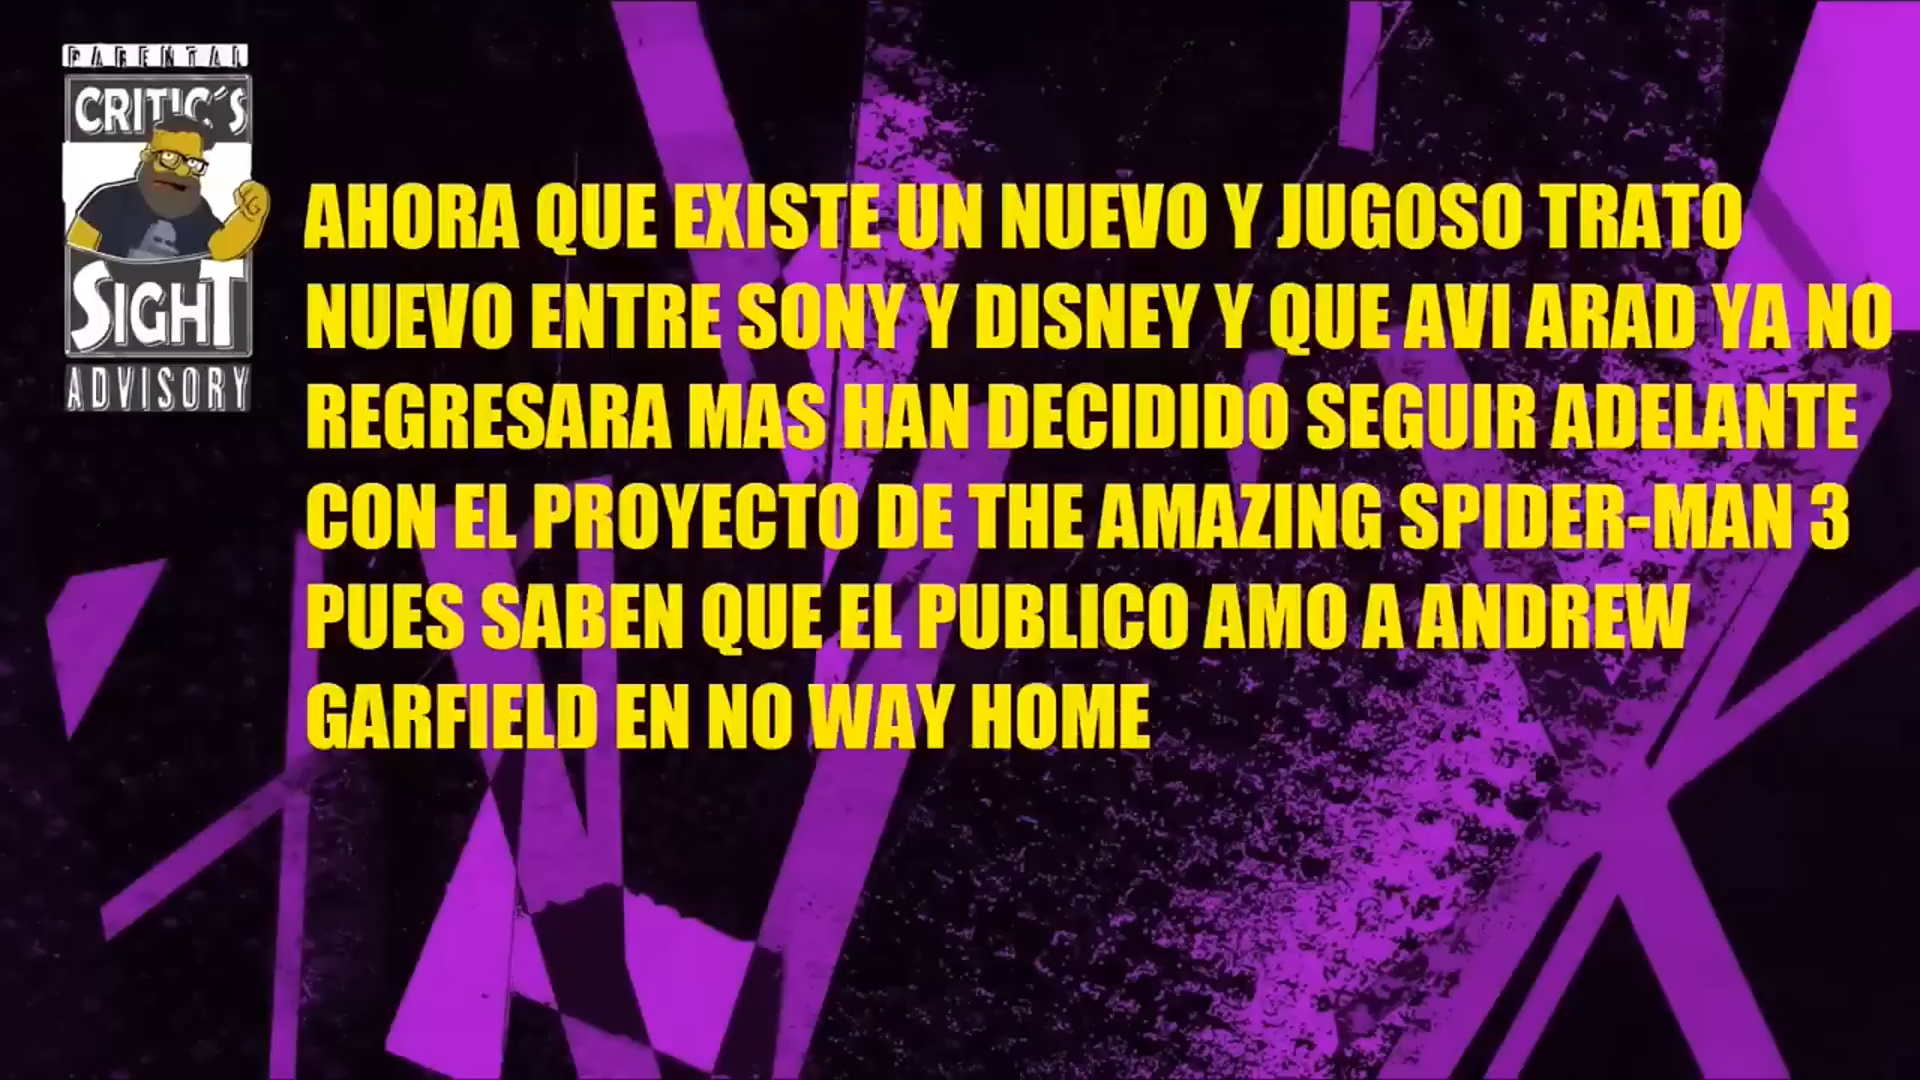 PARENTAL
CRITIC´S
SIGHT
ADVISORY
AHORA QUE EXISTE UN NUEVO Y JUGOSO TRATO
NUEVO ENTRE SONY Y DISNEY Y QUE AVI ARAD YA NO
REGRESARA MAS HAN DECIDIDO SEGUIR ADELANTE
CON EL PROYECTO DE THE AMAZING SPIDER-MAN 3
PUES SABEN QUE EL PUBLICO AMO A ANDREW
GARFIELD EN NO WAY HOME